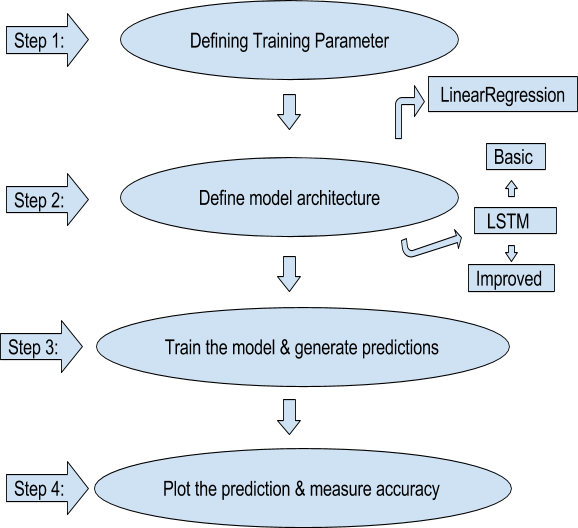 Step 1:
Defining Training Parameter
LinearRegression
Step 2:
Define model architecture
Basic
LSTM
Improved
Step 3:
Train the model & generate predictions
Step 4:
Plot the prediction & measure accuracy